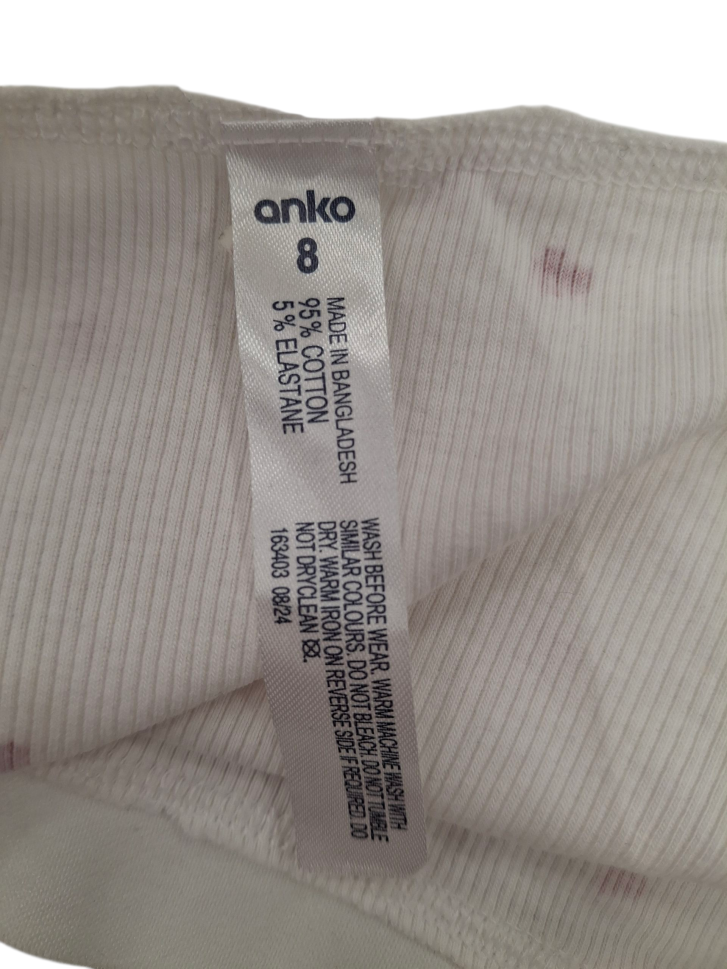 anko
8
MADE IN BANGLADESH
95% COTTON
5% ELASTANE
WASH BEFORE WEAR. WARM MACHINE WASH WITH
SIMILAR COLOURS. DO NOT BLEACH. DO NOT TUMBLE
DRY. WARM IRON ON REVERSE SIDE IF REQUIRED. DO
NOT DRYCLEAN.
163403 08/24